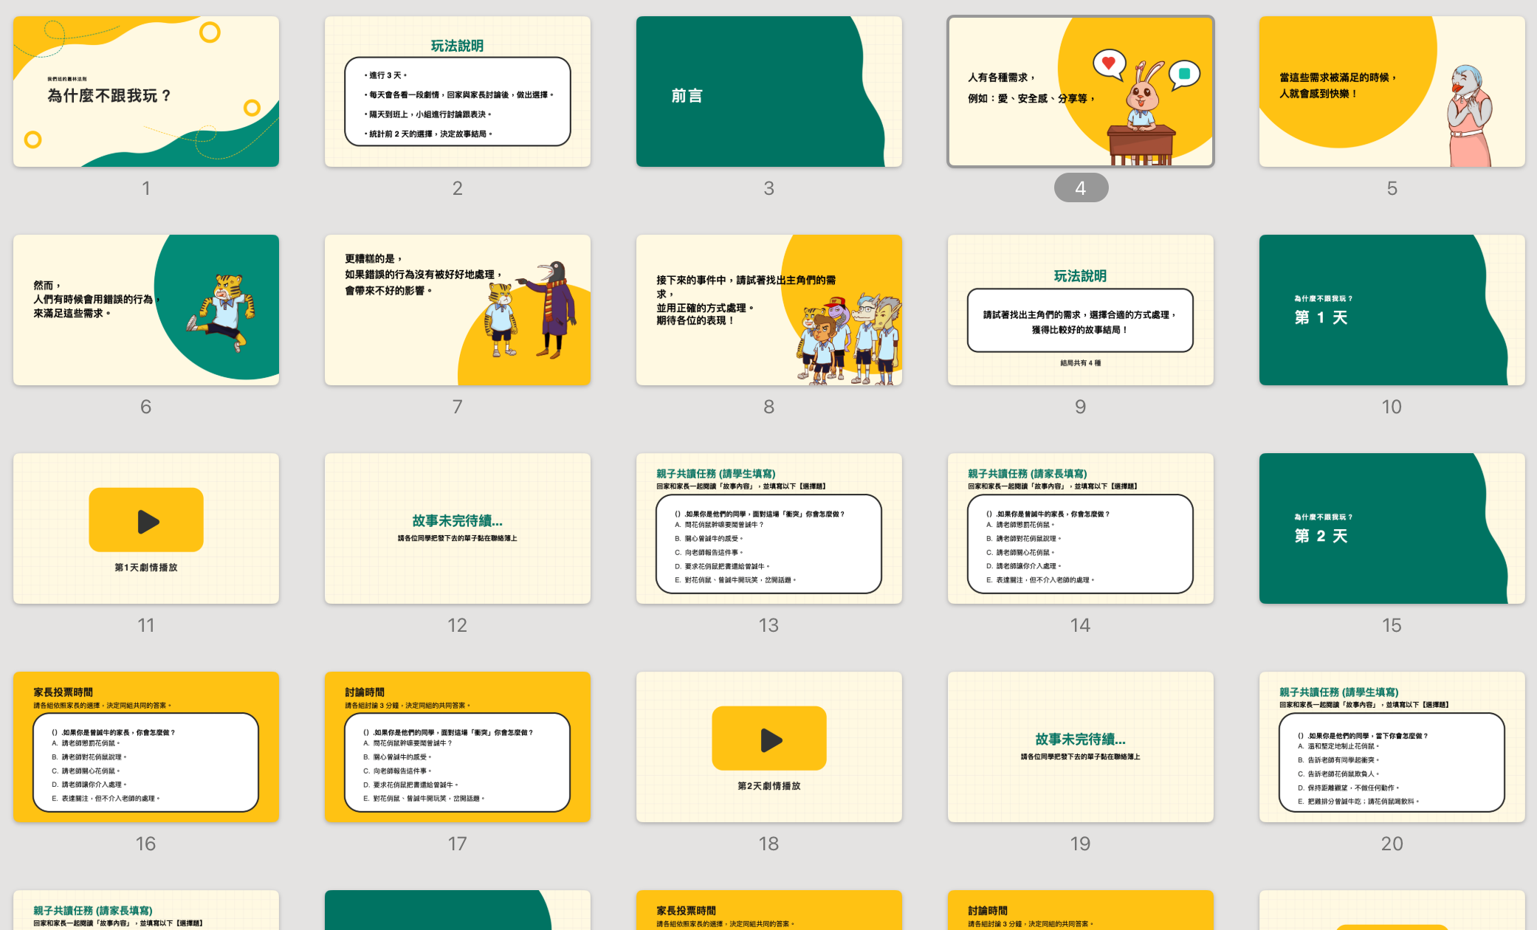 我們班的叢林法則
為什麼不跟我玩？
1
玩法說明
• 進行 3 天。
• 每天會各看一段劇情，回家與家長討論後，做出選擇。
• 隔天到班上，小組進行討論跟表決。
• 統計前 2 天的選擇，決定故事結局。
2
前言
3
人有各種需求，
例如：愛、安全感、分享等，
4
當這些需求被滿足的時候，
人就會感到快樂！
5
然而，
人們有時候會用錯誤的行為，
來滿足這些需求。
6
更糟糕的是，
如果錯誤的行為沒有被好好地處理，
會帶來不好的影響。
7
接下來的事件中，請試著找出主角們的需
求，
並用正確的方式處理。
期待各位的表現！
8
玩法說明
請試著找出主角們的需求，選擇合適的方式處理，
獲得比較好的故事結局！
結局共有 4 種
9
為什麼不跟我玩？
第 1 天
10
第1天劇情播放
11
故事未完待續...
請各位同學把發下去的單子黏在聯絡簿上
12
親子共讀任務 (請學生填寫)
回家和家長一起閱讀「故事內容」，並填寫以下【選擇題】
（）.如果你是他們的同學，面對這場「衝突」你會怎麼做？
A. 問花俏鼠幹嘛要鬧曾誠牛？
B. 關心曾誠牛的感受。
C. 向老師報告這件事。
D. 要求花俏鼠把書還給曾誠牛。
E. 對花俏鼠、曾誠牛開玩笑，岔開話題。
13
親子共讀任務 (請家長填寫)
回家和家長一起閱讀「故事內容」，並填寫以下【選擇題】
（）.如果你是曾誠牛的家長，你會怎麼做？
A. 請老師懲罰花俏鼠。
B. 請老師對花俏鼠說理。
C. 請老師關心花俏鼠。
D. 請老師讓你介入處理。
E. 表達關注，但不介入老師的處理。
14
為什麼不跟我玩？
第 2 天
15
家長投票時間
請各組依照家長的選擇，決定同組共同的答案。
（）.如果你是曾誠牛的家長，你會怎麼做？
A. 請老師懲罰花俏鼠。
B. 請老師對花俏鼠說理。
C. 請老師關心花俏鼠。
D. 請老師讓你介入處理。
E. 表達關注，但不介入老師的處理。
16
討論時間
請各組討論 3 分鐘，決定同組的共同答案。
（）.如果你是他們的同學，面對這場「衝突」你會怎麼做？
A. 問花俏鼠幹嘛要鬧曾誠牛？
B. 關心曾誠牛的感受。
C. 向老師報告這件事。
D. 要求花俏鼠把書還給曾誠牛。
E. 對花俏鼠、曾誠牛開玩笑，岔開話題。
17
第2天劇情播放
18
故事未完待續...
請各位同學把發下去的單子黏在聯絡簿上
19
親子共讀任務 (請學生填寫)
回家和家長一起閱讀「故事內容」，並填寫以下【選擇題】
（）.如果你是他們的同學，當下你會怎麼做？
A. 溫和堅定地制止花俏鼠。
B. 告訴老師有同學起衝突。
C. 告訴老師花俏鼠欺負人。
D. 保持距離觀望，不做任何動作。
E. 把雞排分曾誠牛吃；請花俏鼠喝飲料。
20
親子共讀任務 (請家長填寫)
回家和家長一起閱讀「故事內容」，並填寫以下【選擇題】
家長投票時間
請各組依照家長的選擇，決定同組共同的答案。
討論時間
請各組討論 3 分鐘，決定同組的共同答案。